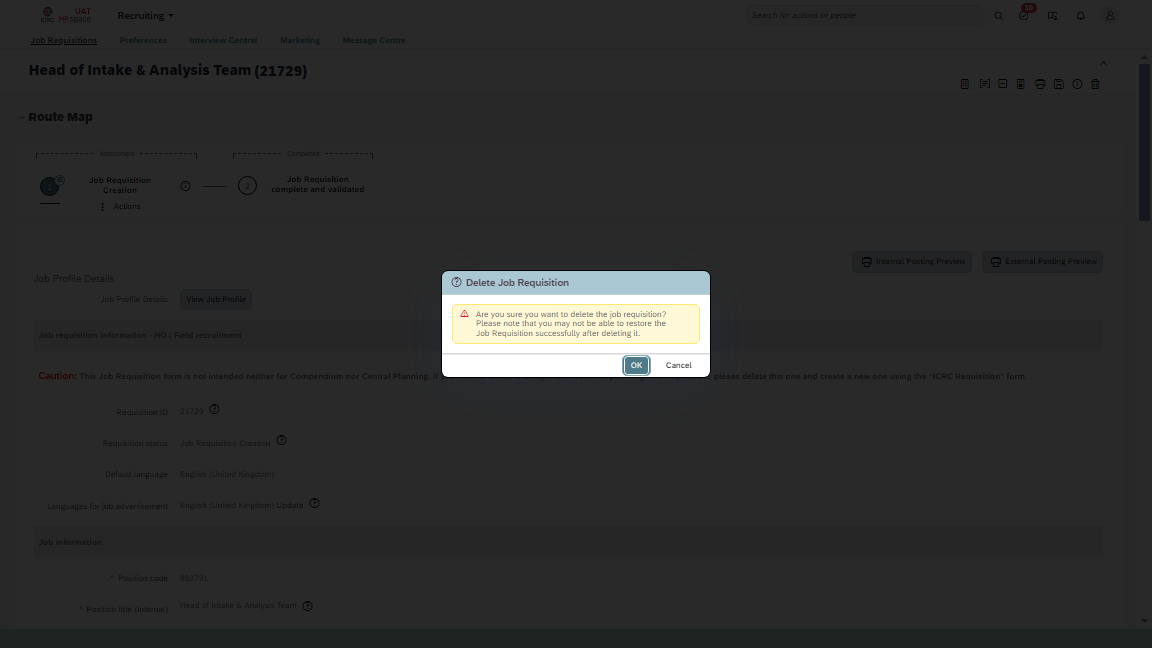 ICRC
UAT
HRspace
Recruiting
Search for actions or people
10
Job Requisitions
Preferences
Interview Central
Marketing
Message Centre
Head of Intake & Analysis Team (21729)
Route Map
Completed
1
Job Requisition
Creation
2
Job Requisition
complete and validated
Actions
Internal Posting Preview
External Posting Preview
Job Profile Details
Job Profile Details
View Job Profile
Delete Job Requisition
Are you sure you want to delete the job requisition?
Please note that you may not be able to restore the
Job Requisition successfully after deleting it.
OK
Cancel
Job requisition information - HQ / Field recruitment
Caution: This Job Requisition form is not intended neither for Compendium nor Central Planning. If
please delete this one and create a new one using the "ICRC Requisition" form.
Requisition ID
21729
Requisition status
Job Requisition Creation
Default language
English (United Kingdom)
Languages for job advertisement
English (United Kingdom) Update
Job information
* Position code
* Position title (Internal)
Head of Intake & Analysis Team